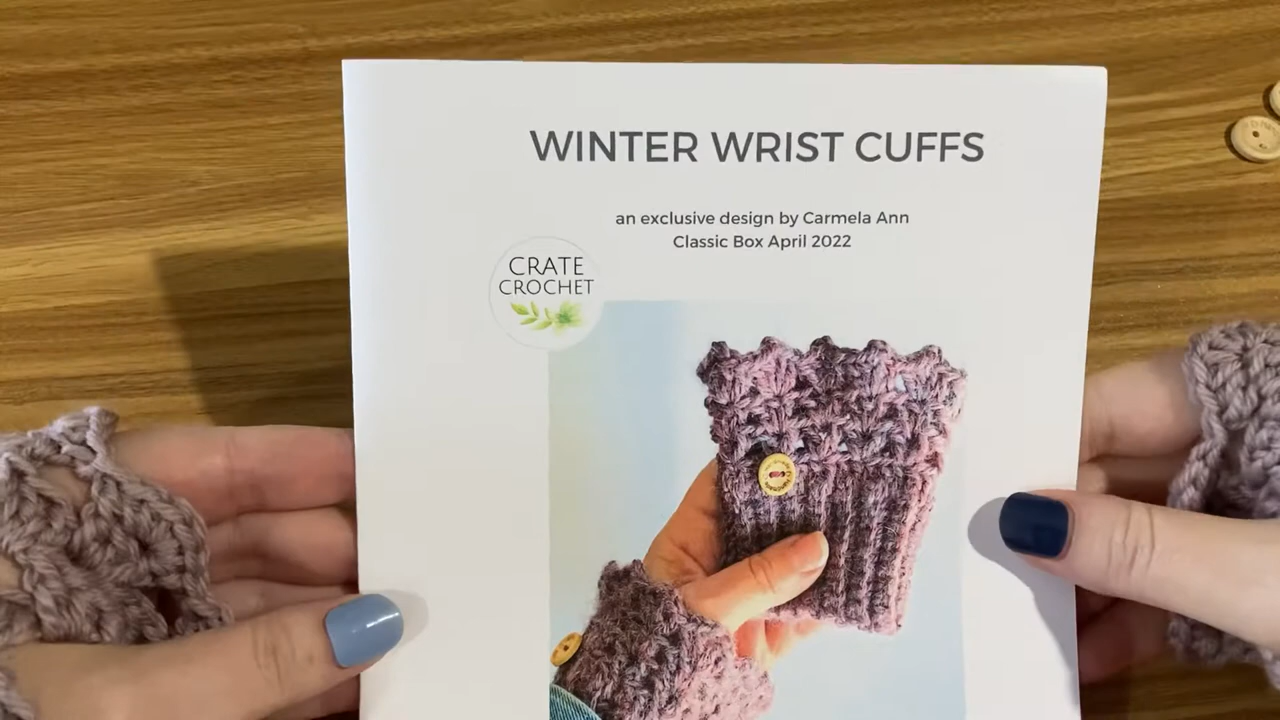 WINTER WRIST CUFFS
an exclusive design by Carmela Ann
Classic Box April 2022
CRATE
CROCHET